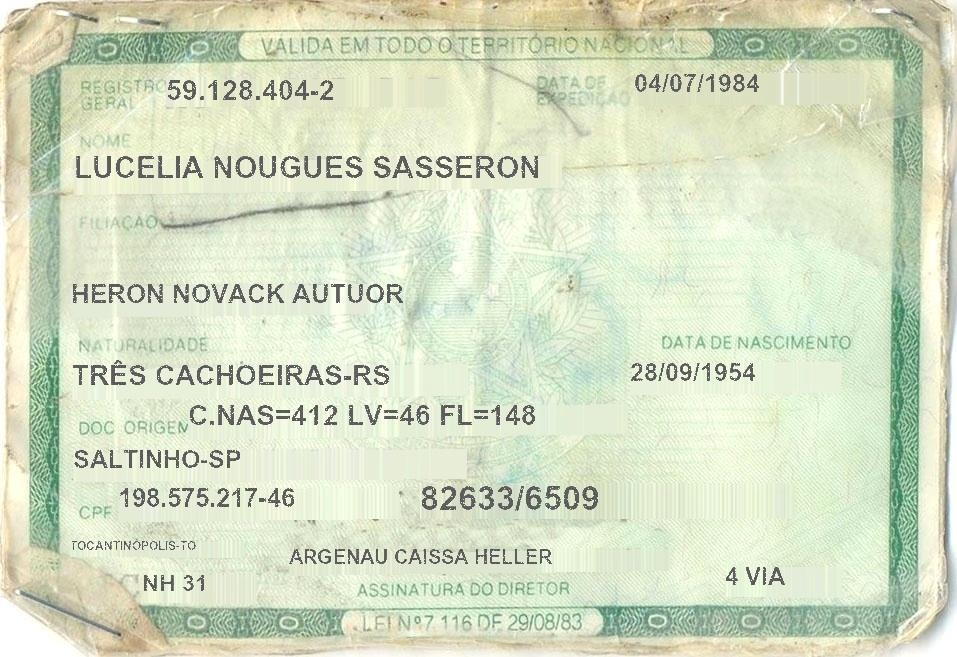 VÁLIDA EM TODO O TERRITÓRIO NACIONAL
REGISTRO GERAL 59.128.404-2 DATA DE EXPEDIÇÃO 04/07/1984
NOME
LUCELIA NOUGUES SASSERON
FILIAÇÃO
HERON NOVACK AUTUOR
NATURALIDADE DATA DE NASCIMENTO
TRÊS CACHOEIRAS-RS 28/09/1954
DOC ORIGEM C.NAS=412 LV=46 FL=148
SALTINHO-SP
CPF 198.575.217-46 82633/6509
TOCANTINÓPOLIS-TO ARGENAU CAISSA HELLER
NH 31 ASSINATURA DO DIRETOR 4 VIA
LEI Nº 7.116 DE 29/08/83